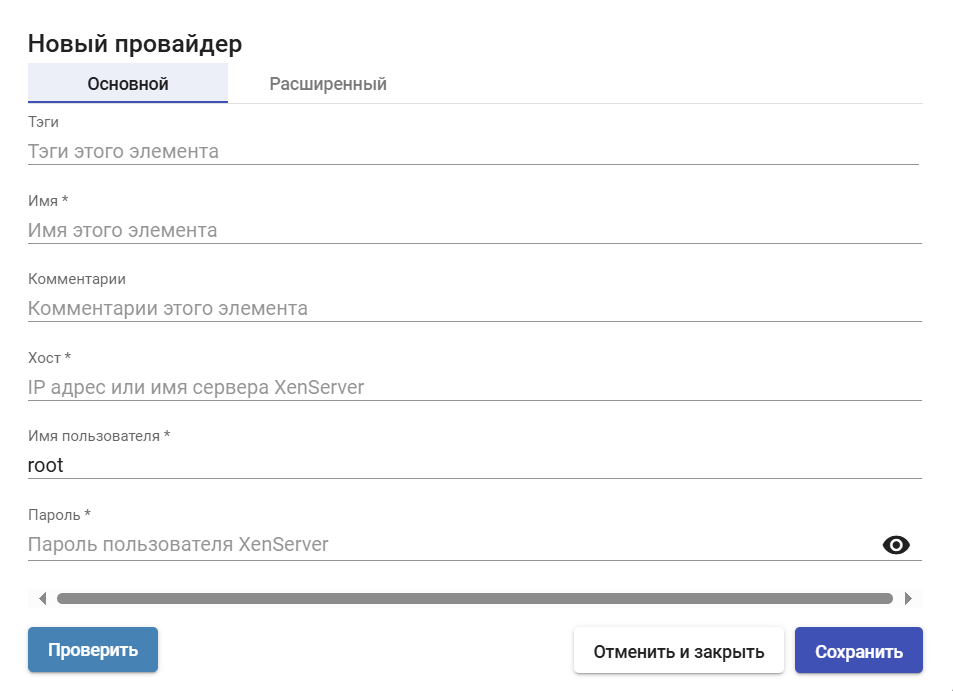 Новый провайдер
Основной
Расширенный
Тэги
Тэги этого элемента
Имя *
Имя этого элемента
Комментарии
Комментарии этого элемента
Хост *
IP адрес или имя сервера XenServer
Имя пользователя *
root
Пароль *
Пароль пользователя XenServer
Проверить
Отменить и закрыть
Сохранить